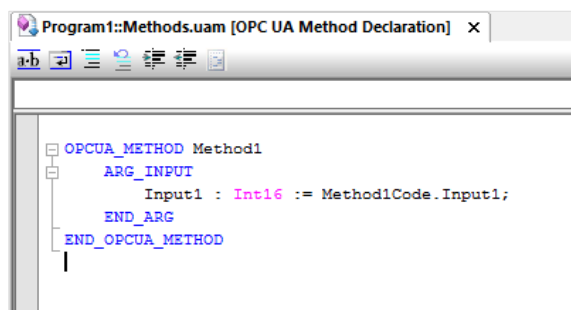 Program1::Methods.uam [OPC UA Method Declaration] x
a·b
OPCUA_METHOD Method1
ARG_INPUT
Input1 : Int16 := Method1Code.Input1;
END_ARG
END_OPCUA_METHOD